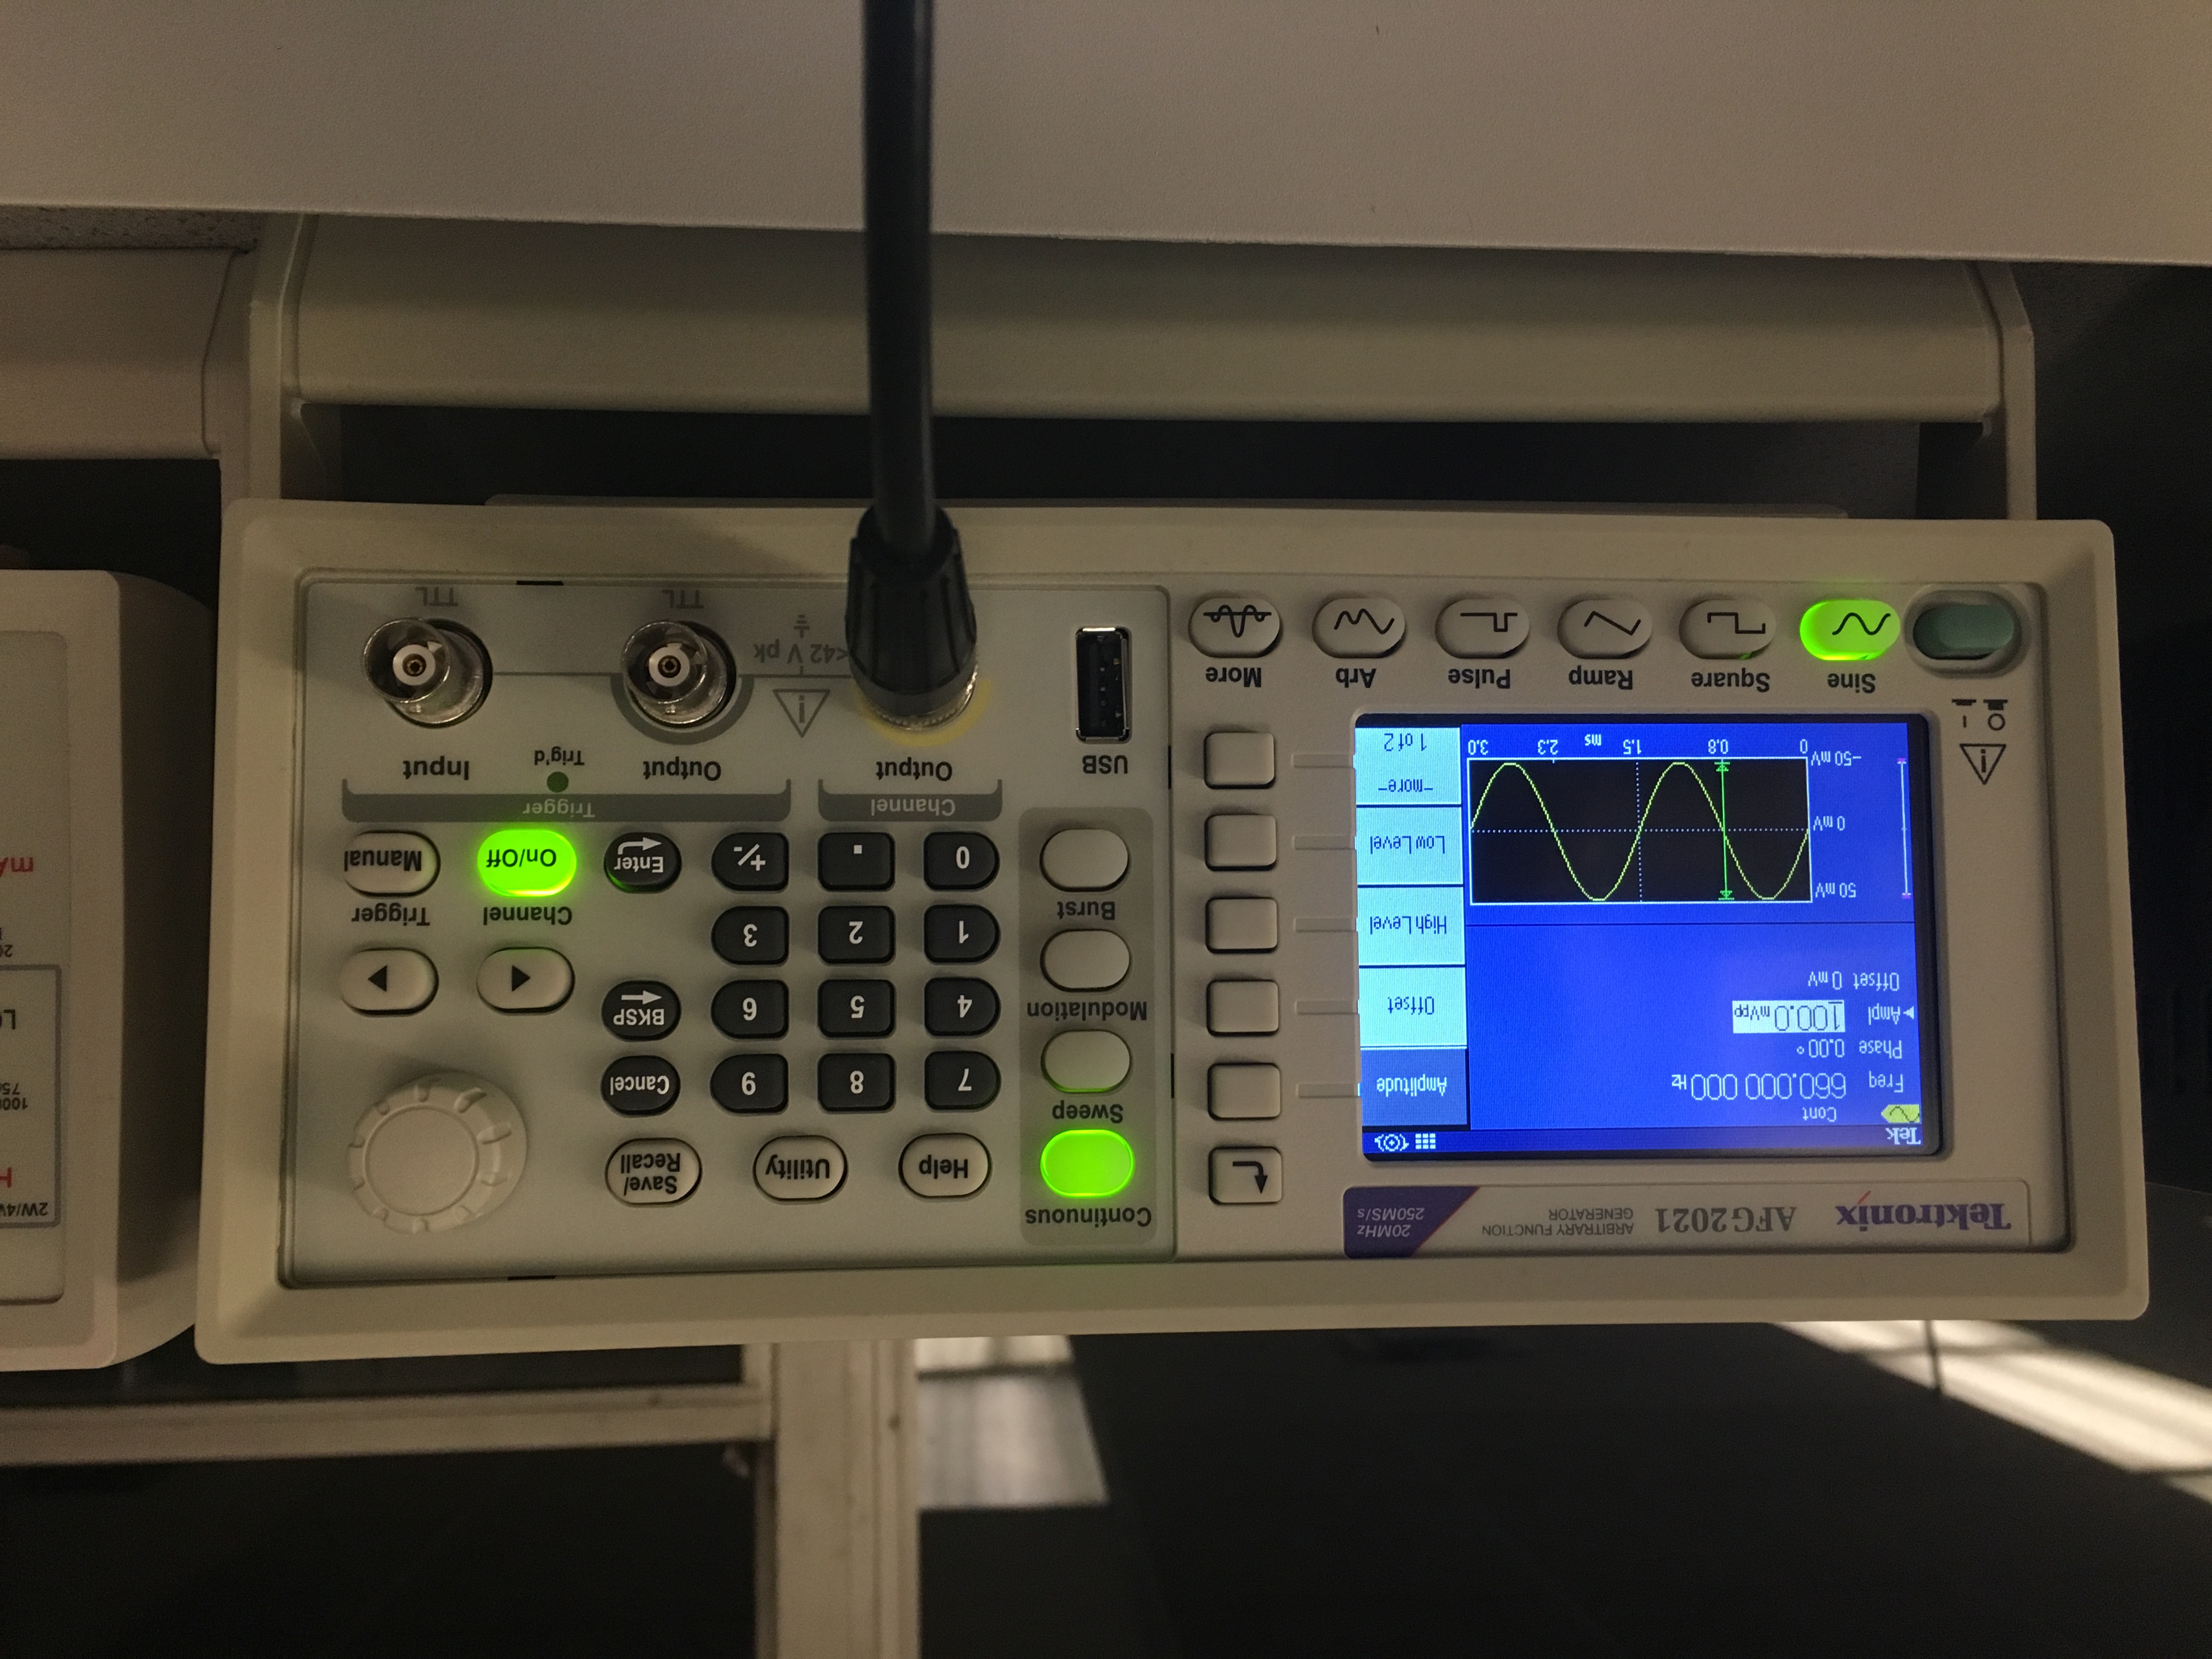 Tektronix AFG2021 ARBITRARY FUNCTION GENERATOR 20MHz 250MS/s
Tek
Cont
Freq 660.000 000 Hz
Phase 0.00 °
Ampl 100.0 mVpp
Offset 0 mV
50 mV
0 mV
-50 mV
0 0.8 1.5 ms 2.3 3.0
Amplitude
Offset
High Level
Low Level
-more-
1 of 2
Sine Square Ramp Pulse Arb More
Continuous
Sweep
Modulation
Burst
Help Utility Save/Recall
7 8 9 Cancel
4 5 6 BKSP
1 2 3
0 . +/- Enter
Channel Trigger
On/Off Manual
Channel Trigger
USB Output Output Trig'd Input
<42 V pk
TTL TTL
2W/4W